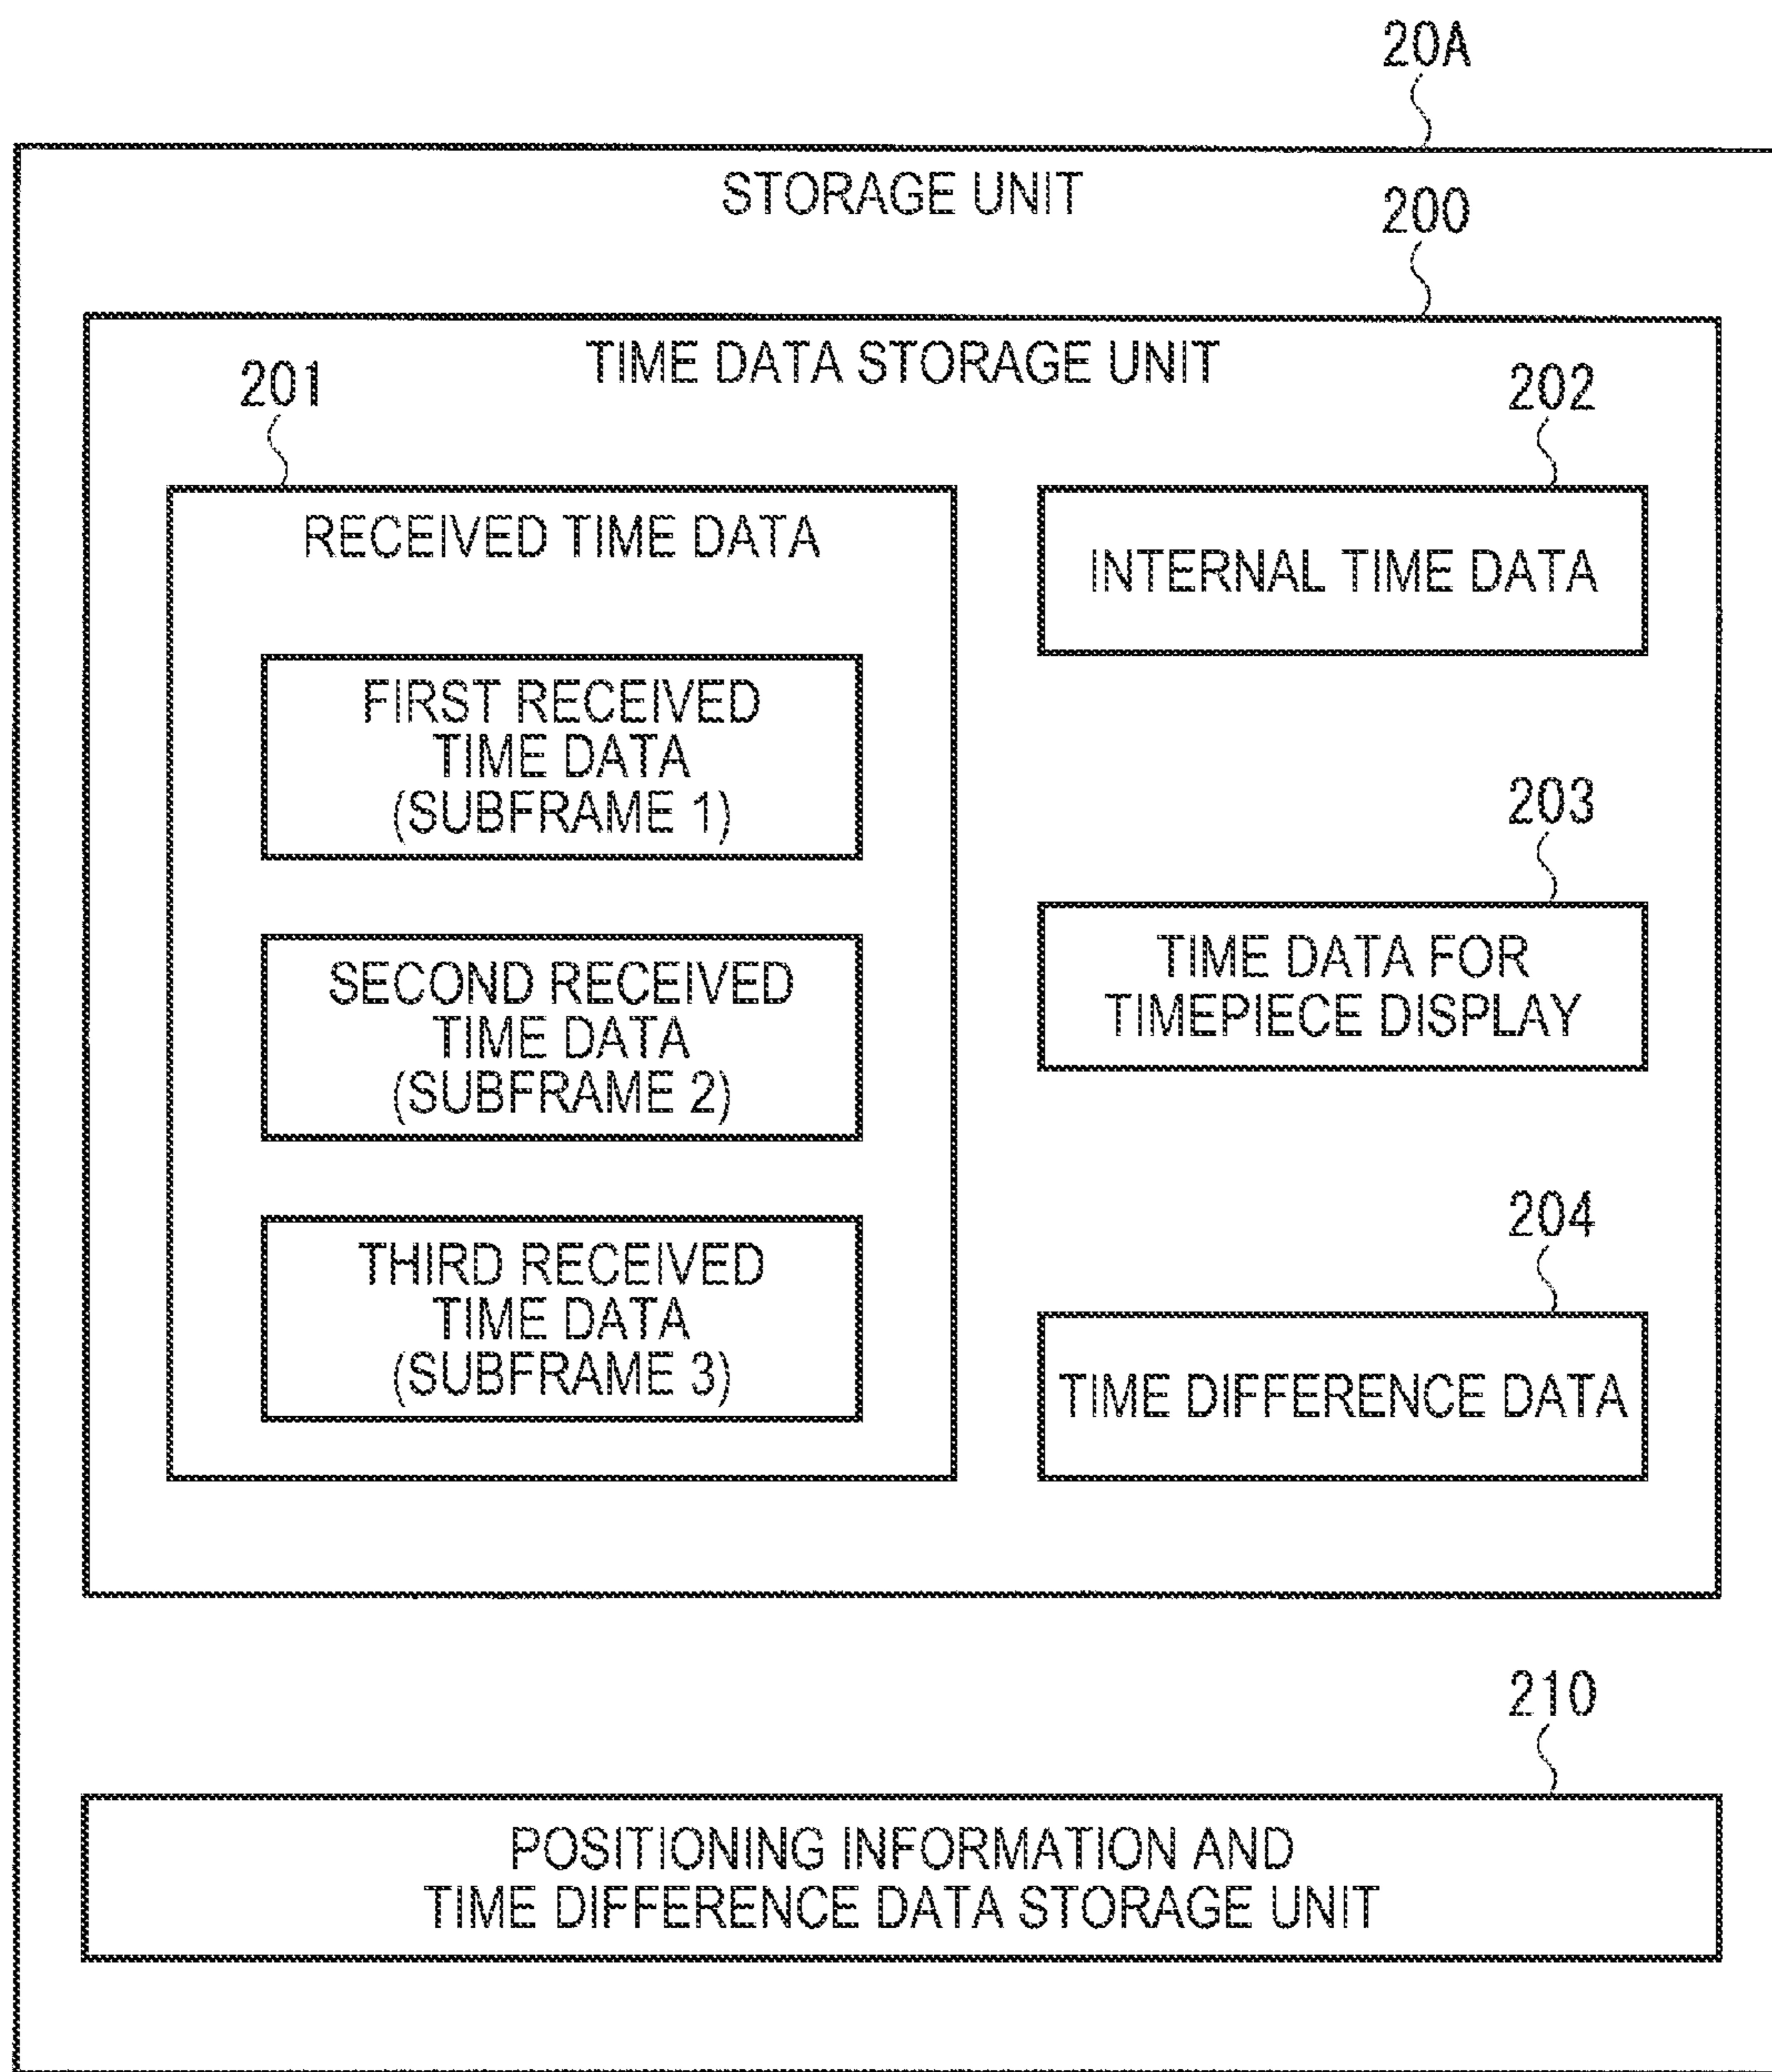 20A
STORAGE UNIT
200
TIME DATA STORAGE UNIT
201
202
RECEIVED TIME DATA
INTERNAL TIME DATA
FIRST RECEIVED
TIME DATA
(SUBFRAME 1)
203
SECOND RECEIVED
TIME DATA
(SUBFRAME 2)
TIME DATA FOR
TIMEPIECE DISPLAY
204
THIRD RECEIVED
TIME DATA
(SUBFRAME 3)
TIME DIFFERENCE DATA
210
POSITIONING INFORMATION AND
TIME DIFFERENCE DATA STORAGE UNIT